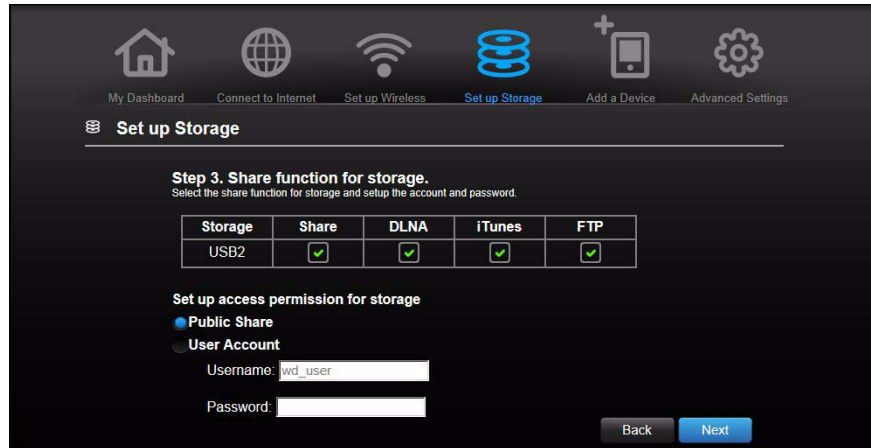 My Dashboard Connect to Internet Set up Wireless Set up Storage Add a Device Advanced Settings
Set up Storage
Step 3. Share function for storage.
Select the share function for storage and setup the account and password.
Storage Share DLNA iTunes FTP
USB2
Set up access permission for storage
Public Share
User Account
Username: wd_user
Password:
Back Next